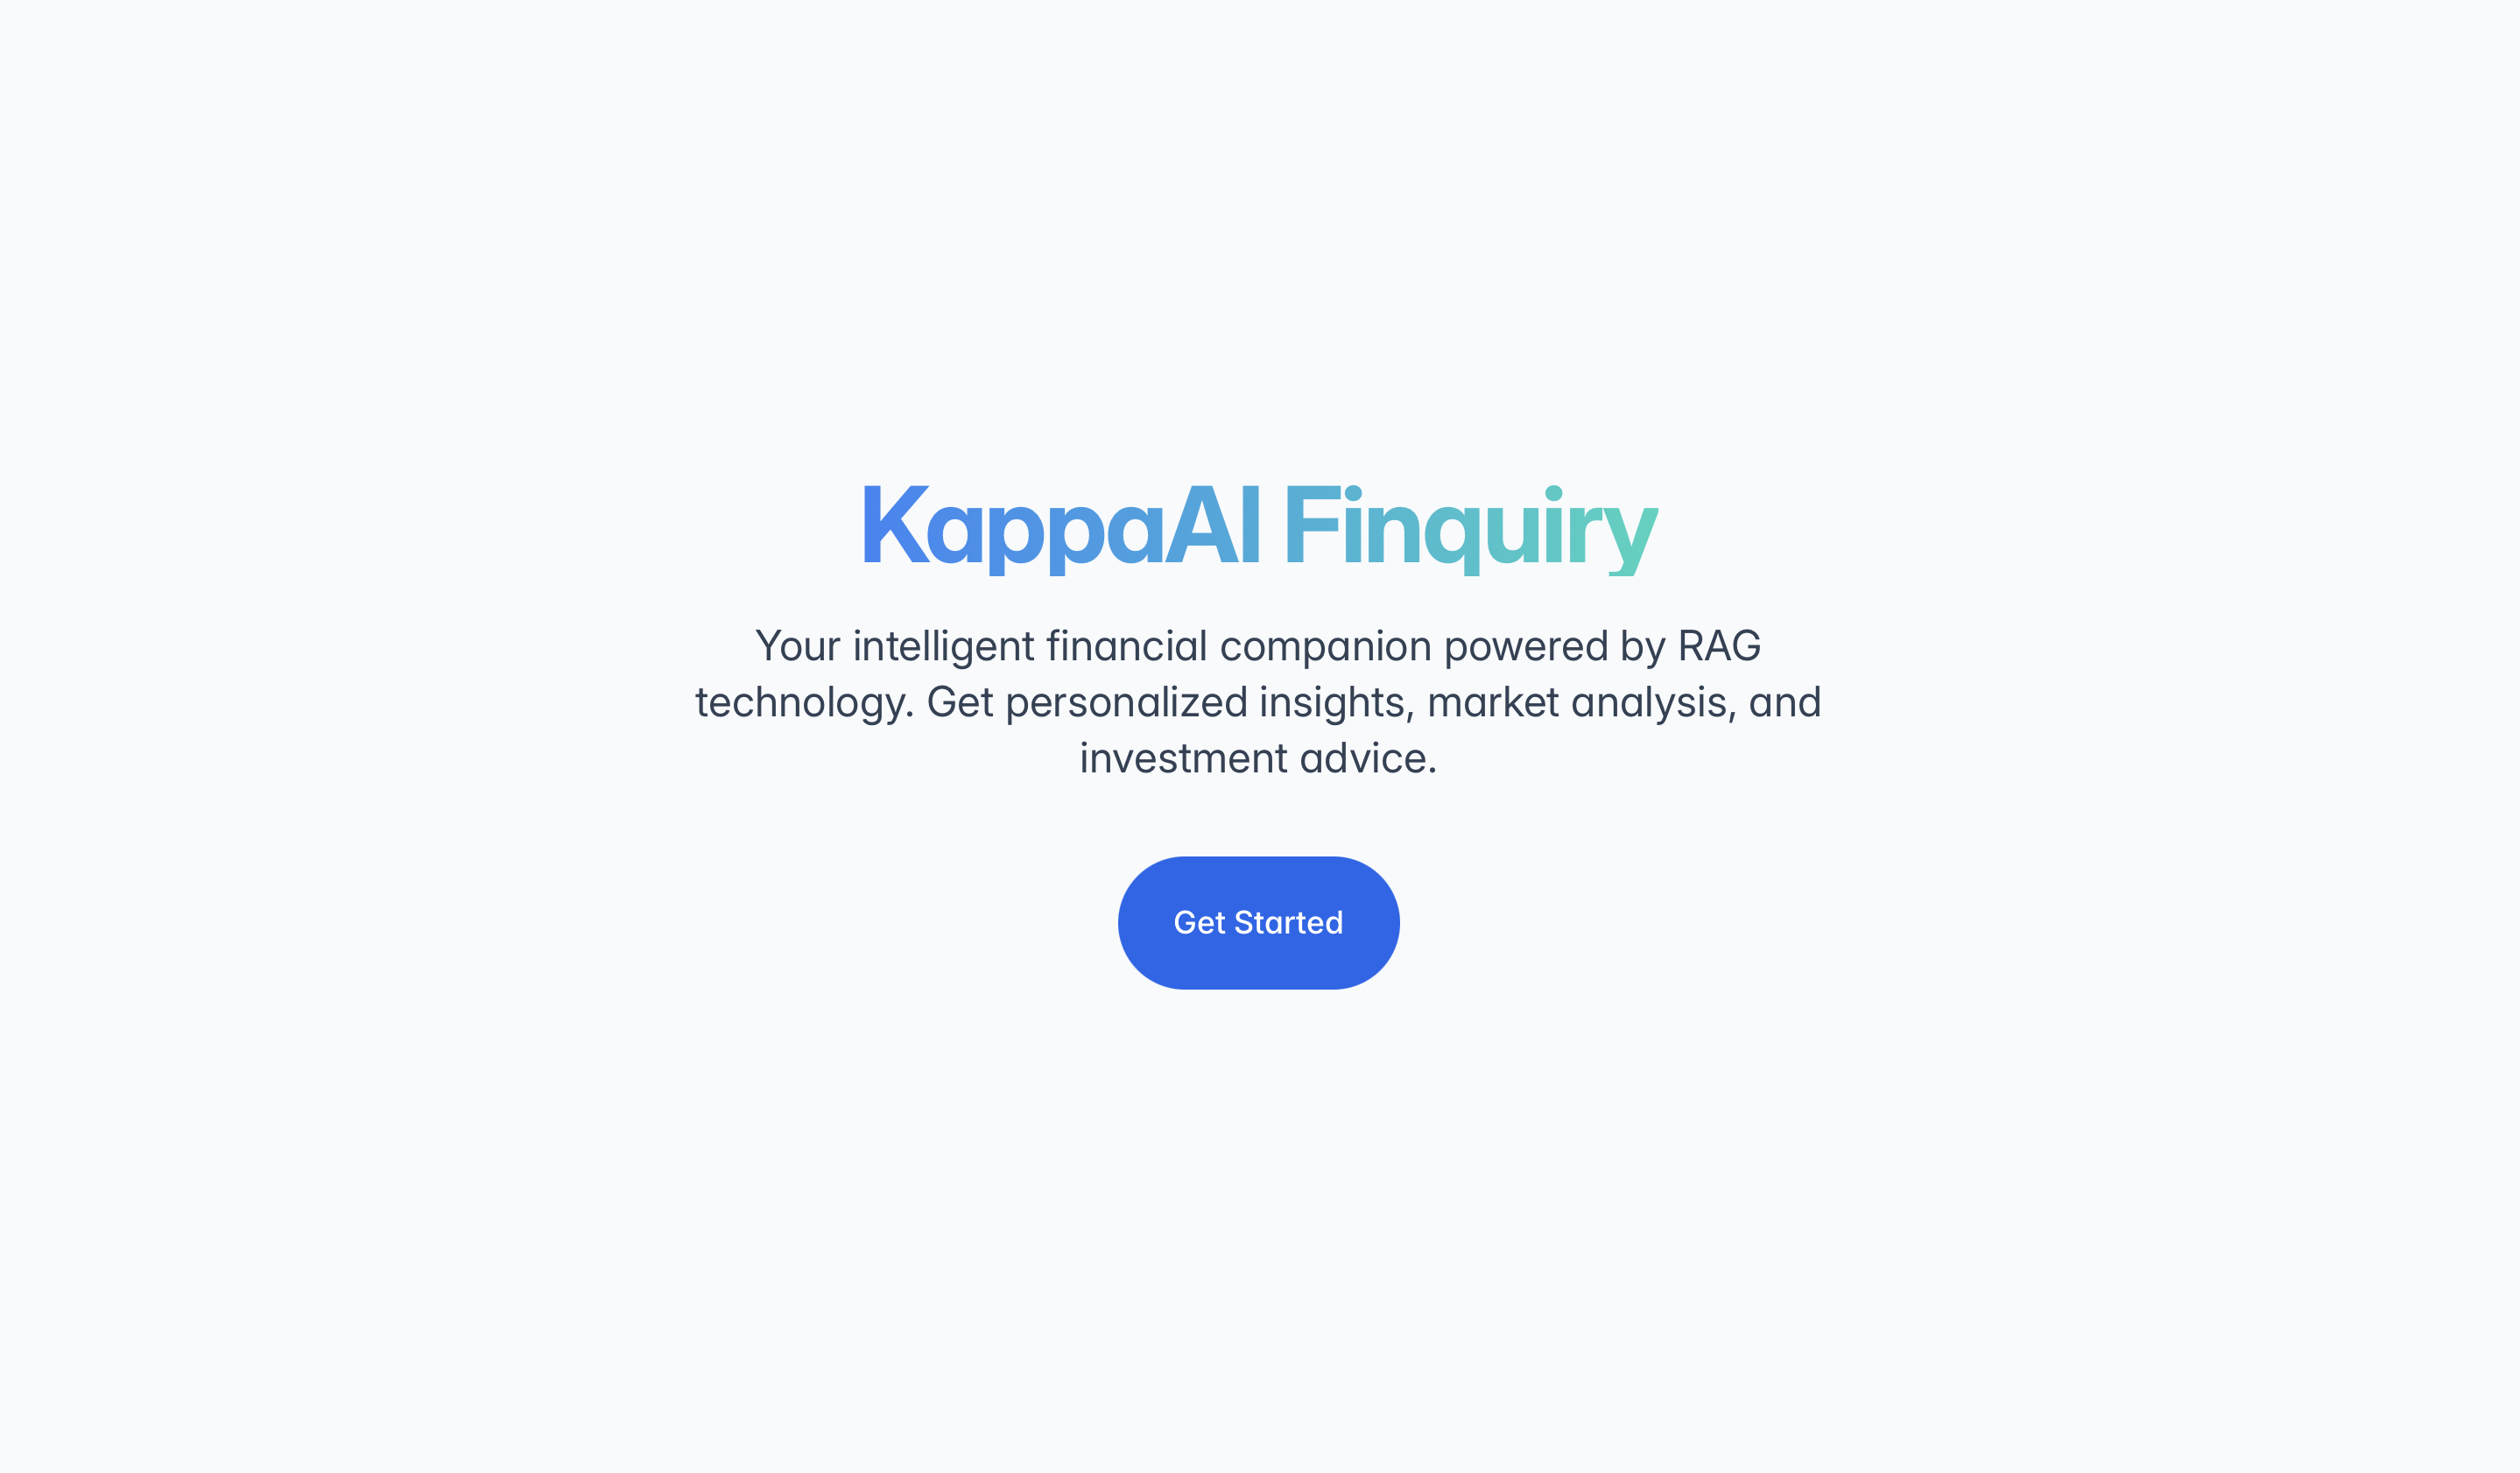 KappaAI Finquiry
Your intelligent financial companion powered by RAG
technology. Get personalized insights, market analysis, and
investment advice.
Get Started